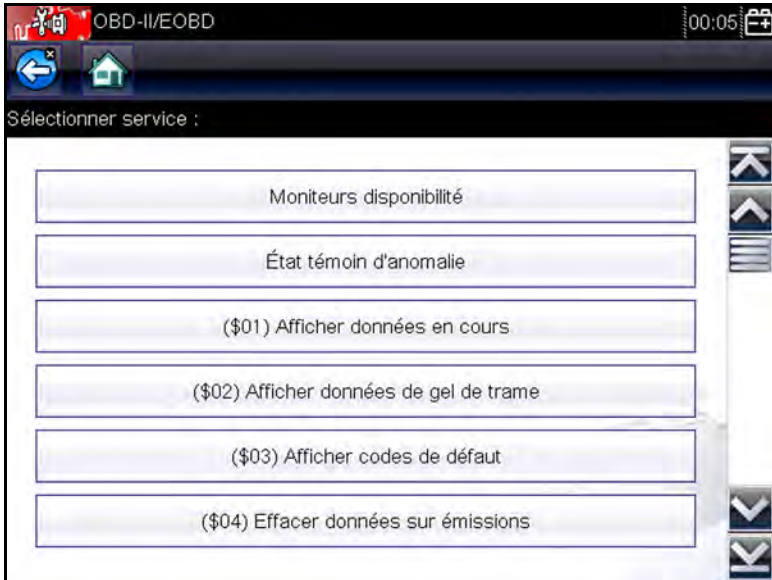 OBD-II/EOBD
00:05
Sélectionner service :
Moniteurs disponibilité
État témoin d'anomalie
($01) Afficher données en cours
($02) Afficher données de gel de trame
($03) Afficher codes de défaut
($04) Effacer données sur émissions